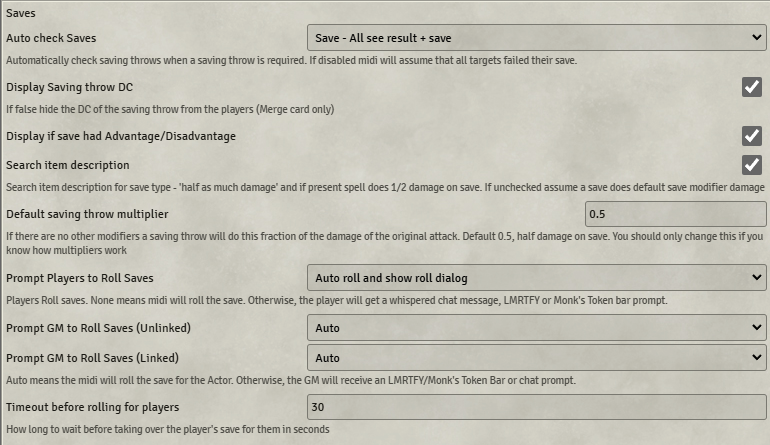 Saves
Auto check Saves
Save - All see result + save
Automatically check saving throws when a saving throw is required. If disabled midi will assume that all targets failed their save.
Display Saving throw DC
If false hide the DC of the saving throw from the players (Merge card only)
Display if save had Advantage/Disadvantage
Search item description
Search item description for save type - 'half as much damage' and if present spell does 1/2 damage on save. If unchecked assume a save does default save modifier damage
Default saving throw multiplier
0.5
If there are no other modifiers a saving throw will do this fraction of the damage of the original attack. Default 0.5, half damage on save. You should only change this if you
know how multipliers work
Prompt Players to Roll Saves
Auto roll and show roll dialog
Players Roll saves. None means midi will roll the save. Otherwise, the player will get a whispered chat message, LMRTFY or Monk's Token bar prompt.
Prompt GM to Roll Saves (Unlinked)
Auto
Prompt GM to Roll Saves (Linked)
Auto
Auto means the midi will roll the save for the Actor. Otherwise, the GM will receive an LMRTFY/Monk's Token Bar or chat prompt.
Timeout before rolling for players
30
How long to wait before taking over the player's save for them in seconds